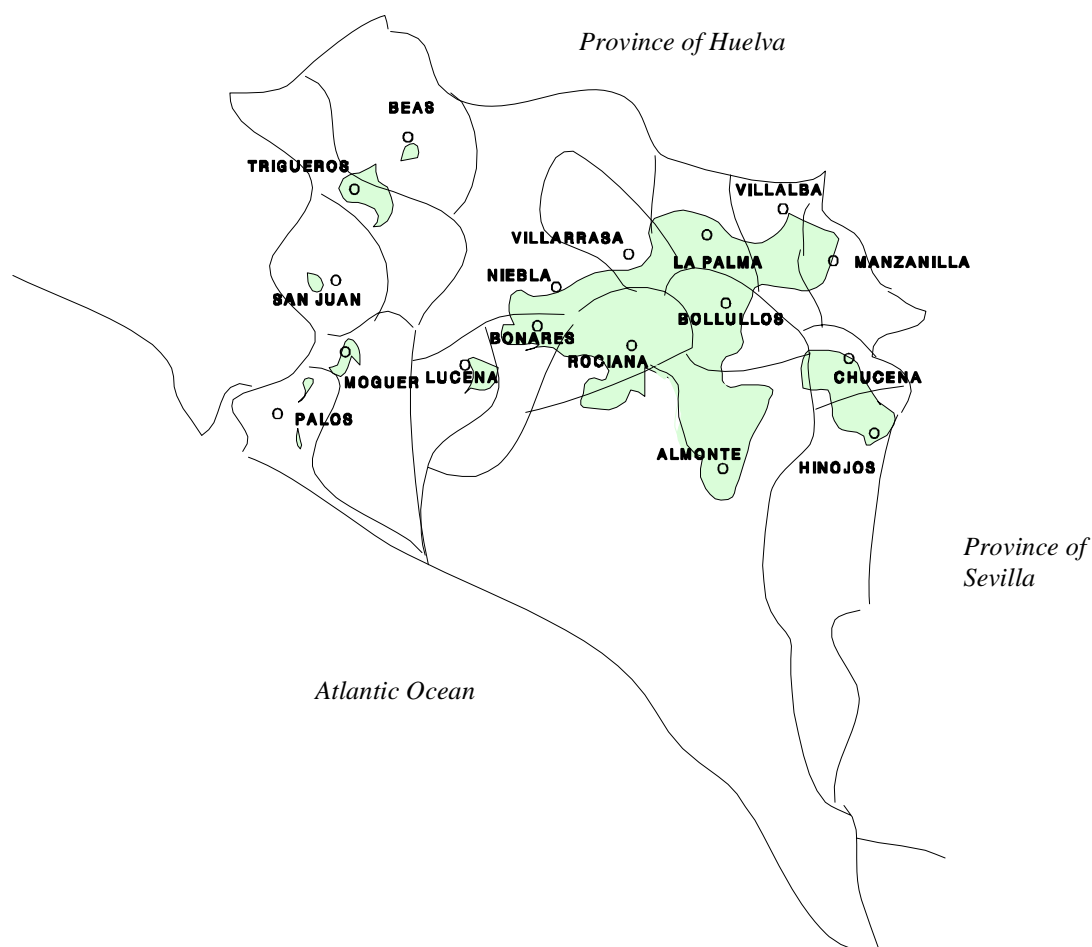 Province of Huelva
BEAS
TRIGUEROS
VILLALBA
VILLARRASA
LA PALMA
MANZANILLA
NIEBLA
SAN JUAN
BOLLULLOS
BONARES
ROCIANA
MOGUER
LUCENA
CHUCENA
PALOS
ALMONTE
HINOJOS
Province of
Sevilla
Atlantic Ocean